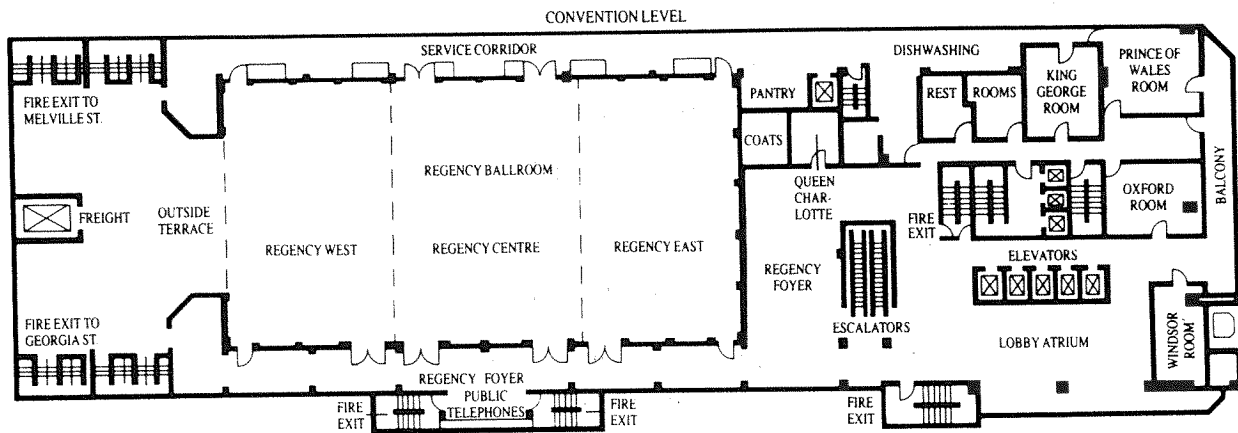 CONVENTION LEVEL
SERVICE CORRIDOR
DISHWASHING
PRINCE OF
WALES
ROOM
KING
GEORGE
ROOM
FIRE EXIT TO
MELVILLE ST.
PANTRY
REST
ROOMS
COATS
REGENCY BALLROOM
QUEEN
CHAR-
LOTTE
OXFORD
ROOM
BALCONY
FREIGHT
OUTSIDE
TERRACE
FIRE
EXIT
REGENCY WEST
REGENCY CENTRE
REGENCY EAST
REGENCY
FOYER
ELEVATORS
FIRE EXIT TO
GEORGIA ST.
ESCALATORS
LOBBY ATRIUM
WINDSOR
ROOM
REGENCY FOYER
PUBLIC
TELEPHONES
FIRE
EXIT
FIRE
EXIT
FIRE
EXIT